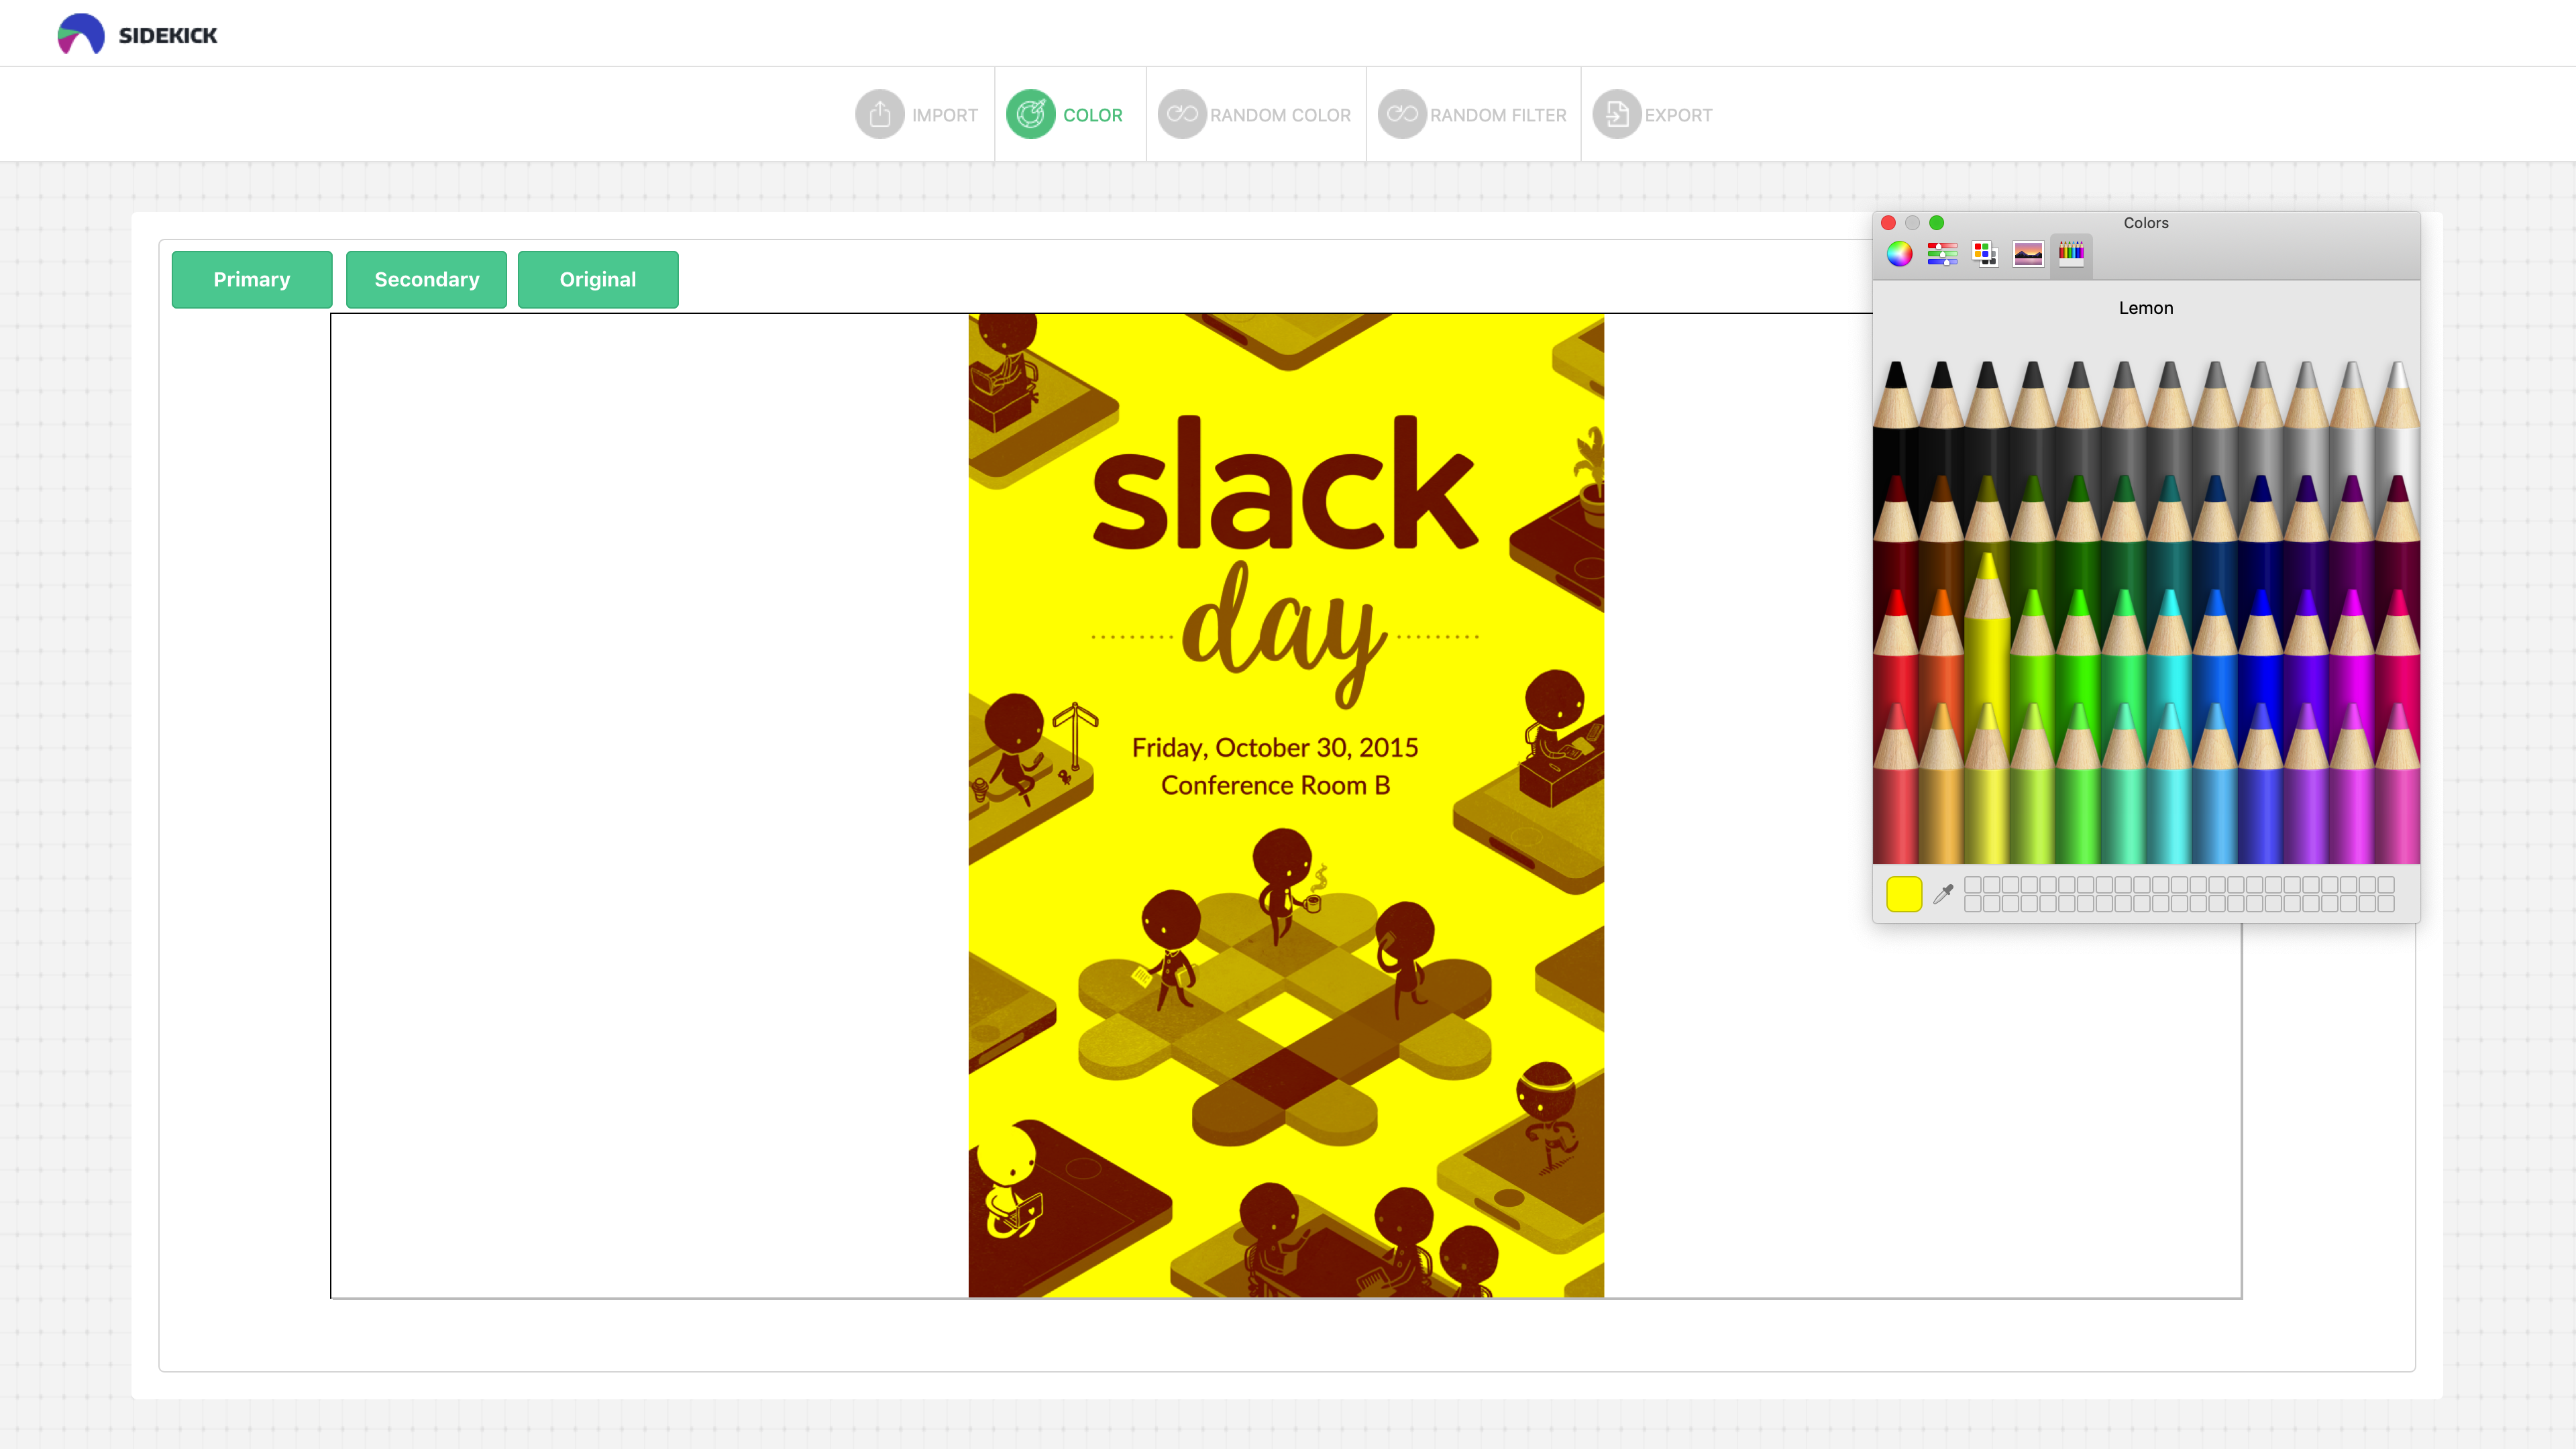 SIDEKICK
IMPORT
COLOR
RANDOM COLOR
RANDOM FILTER
EXPORT
Colors
Primary
Secondary
Original
Lemon
slack
day
Friday, October 30, 2015
Conference Room B